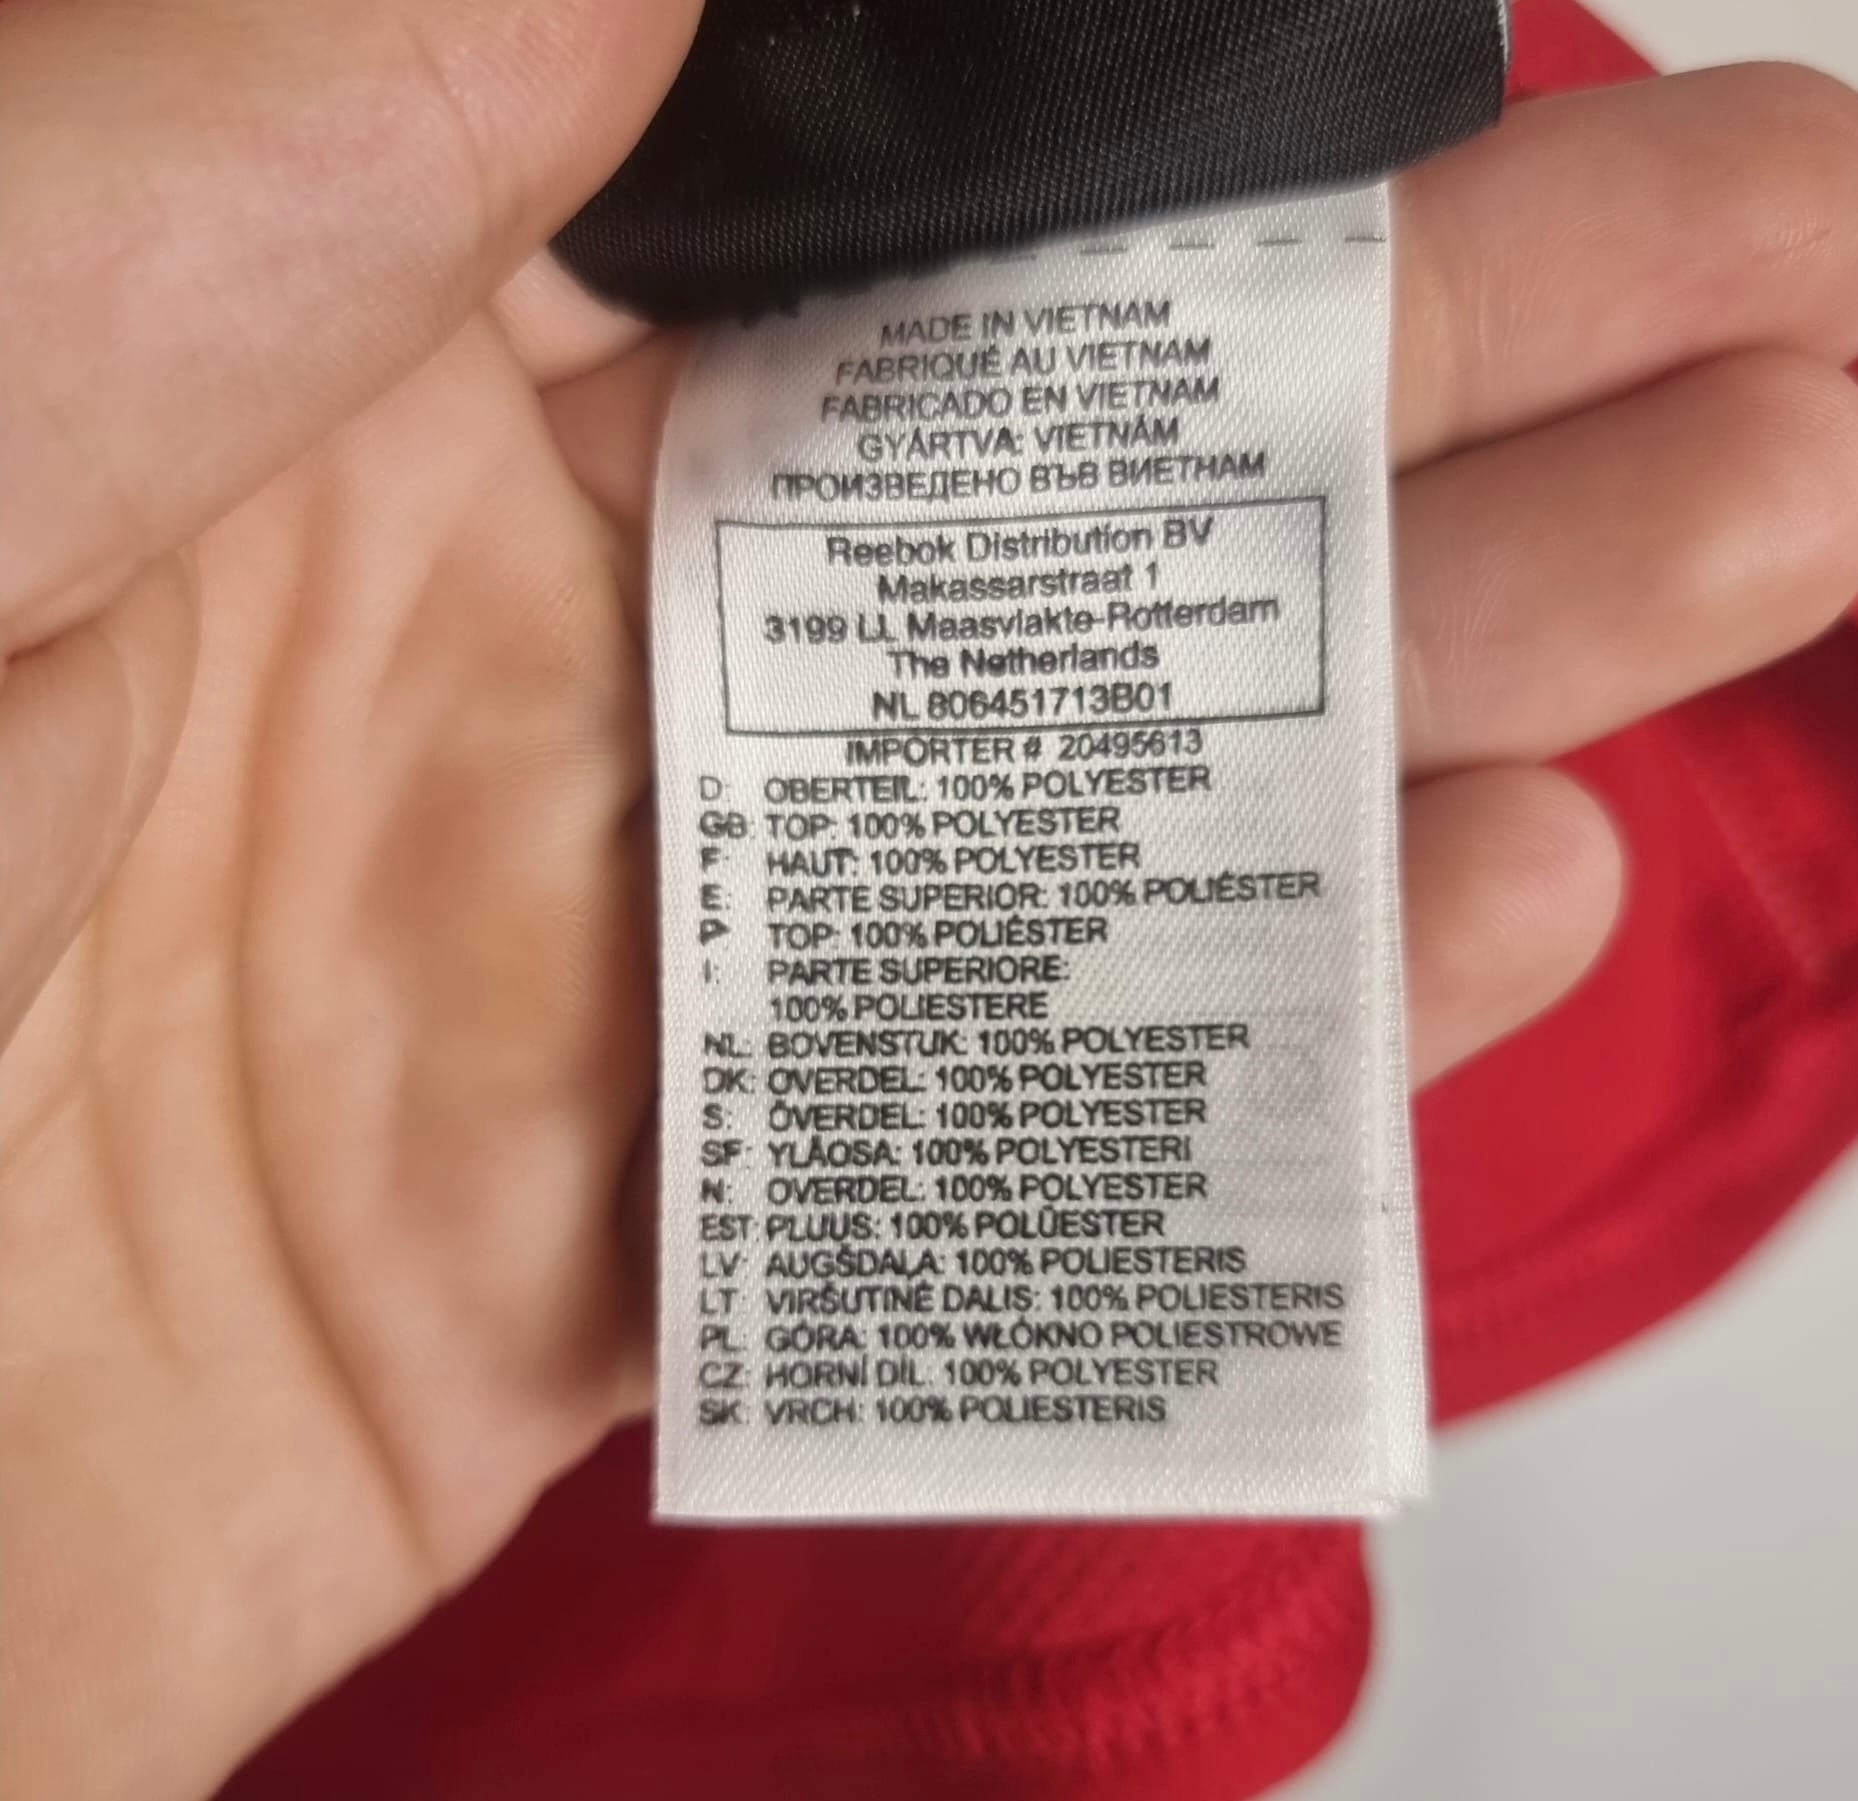 MADE IN VIETNAM
FABRIQUÉ AU VIETNAM
FABRICADO EN VIETNAM
GYÁRTVA: VIETNÁM
ПРОИЗВЕДЕНО ВЪВ ВИЕТНАМ
Reebok Distribution BV
Makassarstraat 1
3199 LL Maasvlakte-Rotterdam
The Netherlands
NL 806451713B01
IMPORTER # 20495613
D: OBERTEIL: 100% POLYESTER
GB: TOP: 100% POLYESTER
F: HAUT: 100% POLYESTER
E: PARTE SUPERIOR: 100% POLIÉSTER
P TOP: 100% POLIÉSTER
I: PARTE SUPERIORE:
100% POLIESTERE
NL: BOVENSTUK: 100% POLYESTER
DK: OVERDEL: 100% POLYESTER
S: ÖVERDEL: 100% POLYESTER
SF: YLÄOSA: 100% POLYESTERI
N: OVERDEL: 100% POLYESTER
EST: PLUUS: 100% POLÜESTER
LV: AUGŠDAĻA: 100% POLIESTERIS
LT: VIRŠUTINĖ DALIS: 100% POLIESTERIS
PL: GÓRA: 100% WŁÓKNO POLIESTROWE
CZ: HORNÍ DÍL: 100% POLYESTER
SK: VRCH: 100% POLIESTERIS